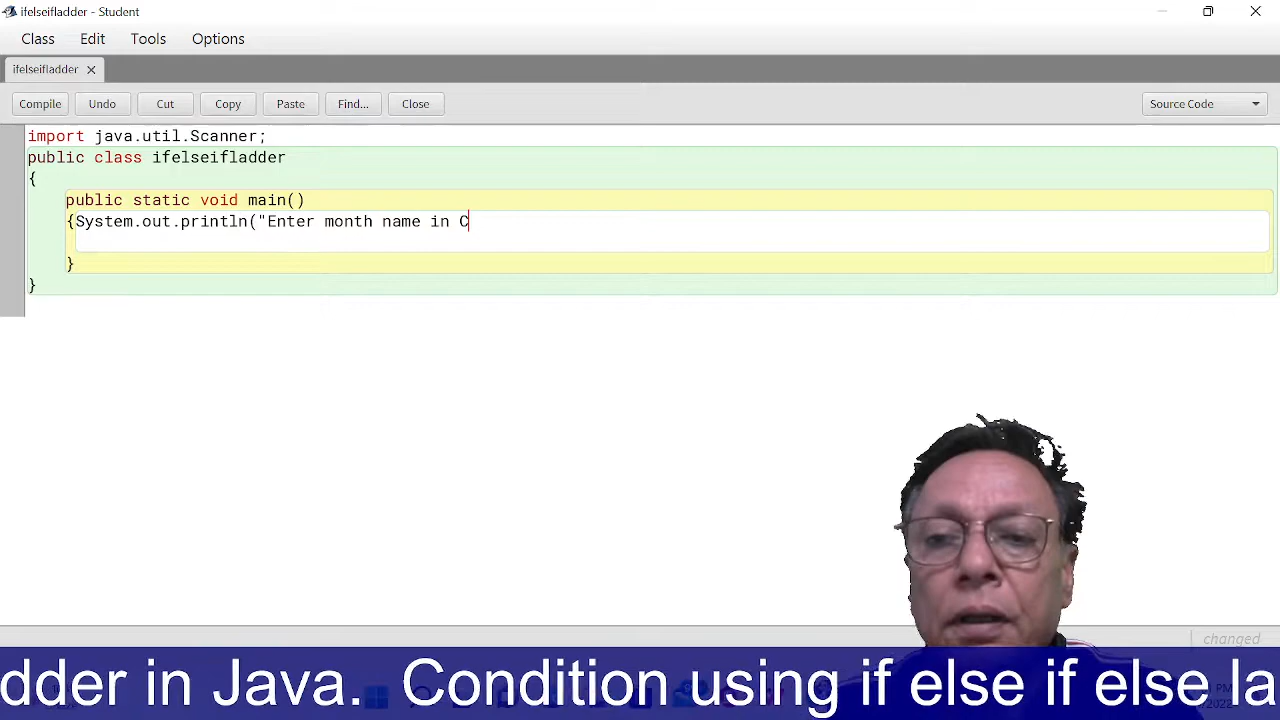 ifelseifladder - Student
Class Edit Tools Options
ifelseifladder
Compile Undo Cut Copy Paste Find... Close Source Code
import java.util.Scanner;
public class ifelseifladder
{
public static void main()
{System.out.println("Enter month name in C
}
}
changed
dder in Java. Condition using if else if else la
PM